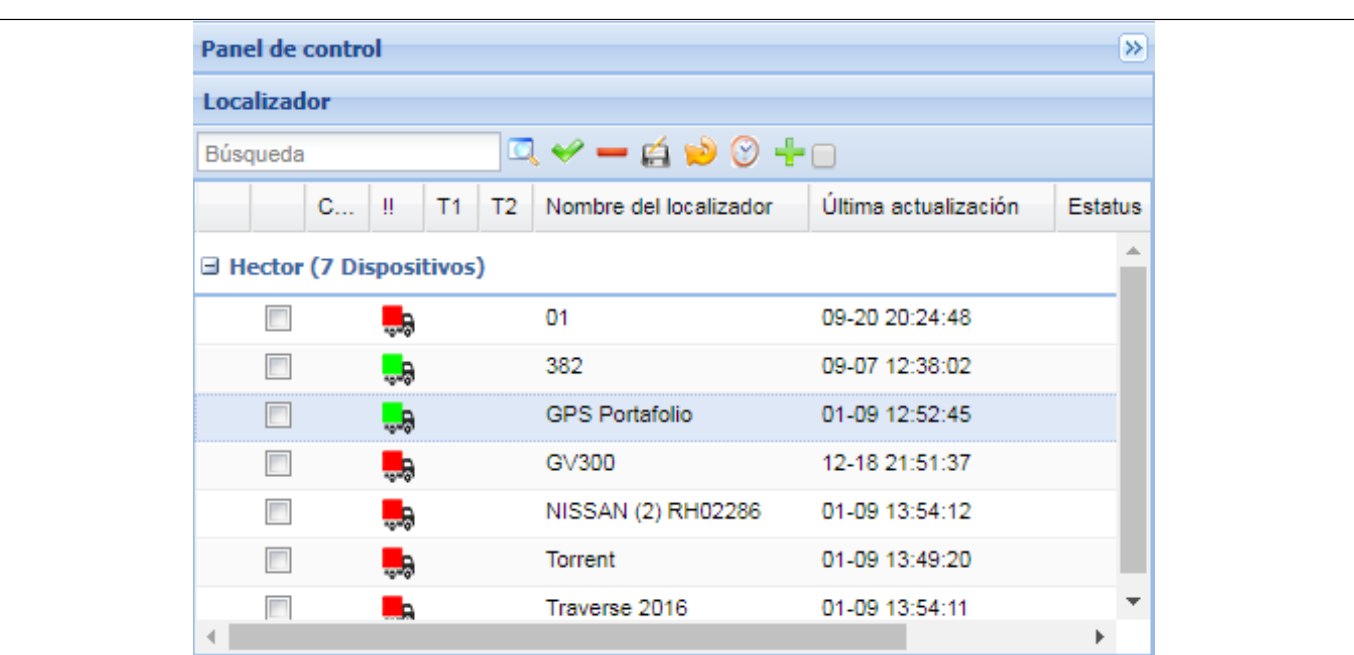 Panel de control
Localizador
Búsqueda
C... !! T1 T2 Nombre del localizador Última actualización Estatus
Hector (7 Dispositivos)
01 09-20 20:24:48
382 09-07 12:38:02
GPS Portafolio 01-09 12:52:45
GV300 12-18 21:51:37
NISSAN (2) RH02286 01-09 13:54:12
Torrent 01-09 13:49:20
Traverse 2016 01-09 13:54:11